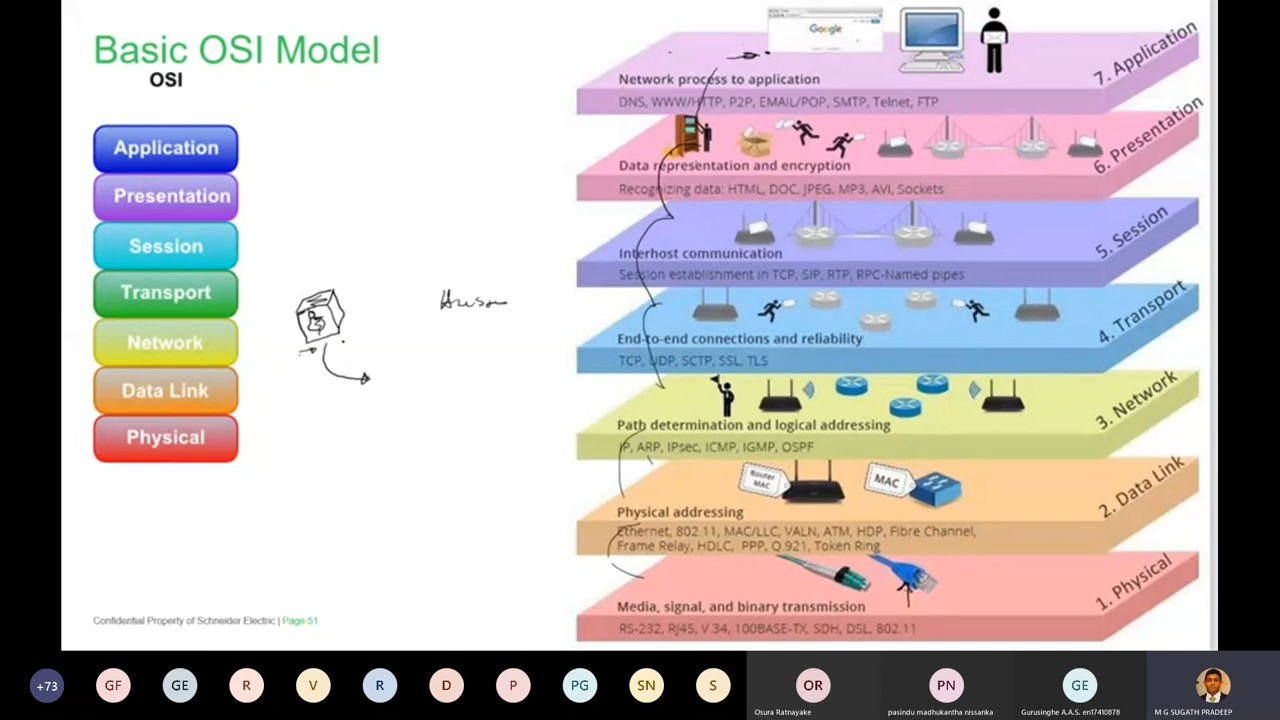 Basic OSI Model
OSI
Application
Presentation
Session
Transport
Network
Data Link
Physical
Google
Network process to application
DNS, WWW/HTTP, P2P, EMAIL/POP, SMTP, Telnet, FTP
7. Application
Data representation and encryption
Recognizing data: HTML, DOC, JPEG, MP3, AVI, Sockets
6. Presentation
Interhost communication
Session establishment in TCP, SIP, RTP, RPC-Named pipes
5. Session
End-to-end connections and reliability
TCP, UDP, SCTP, SSL, TLS
4. Transport
Path determination and logical addressing
IP, ARP, IPsec, ICMP, IGMP, OSPF
3. Network
Router
MAC
MAC
Physical addressing
Ethernet, 802.11, MAC/LLC, VALN, ATM, HDP, Fibre Channel,
Frame Relay, HDLC, PPP, Q 921, Token Ring
2. Data Link
Media, signal, and binary transmission
RS-232, RJ45, V.34, 100BASE-TX, SDH, DSL, 802.11
1. Physical
Confidential Property of Schneider Electric | Page 51
+73
GF
GE
R
V
R
D
P
PG
SN
S
OR
Osura Ratnayake
PN
pasindu madhukantha nissanka
GE
Gurusinghe A.A.S. en17410878
M G SUGATH PRADEEP